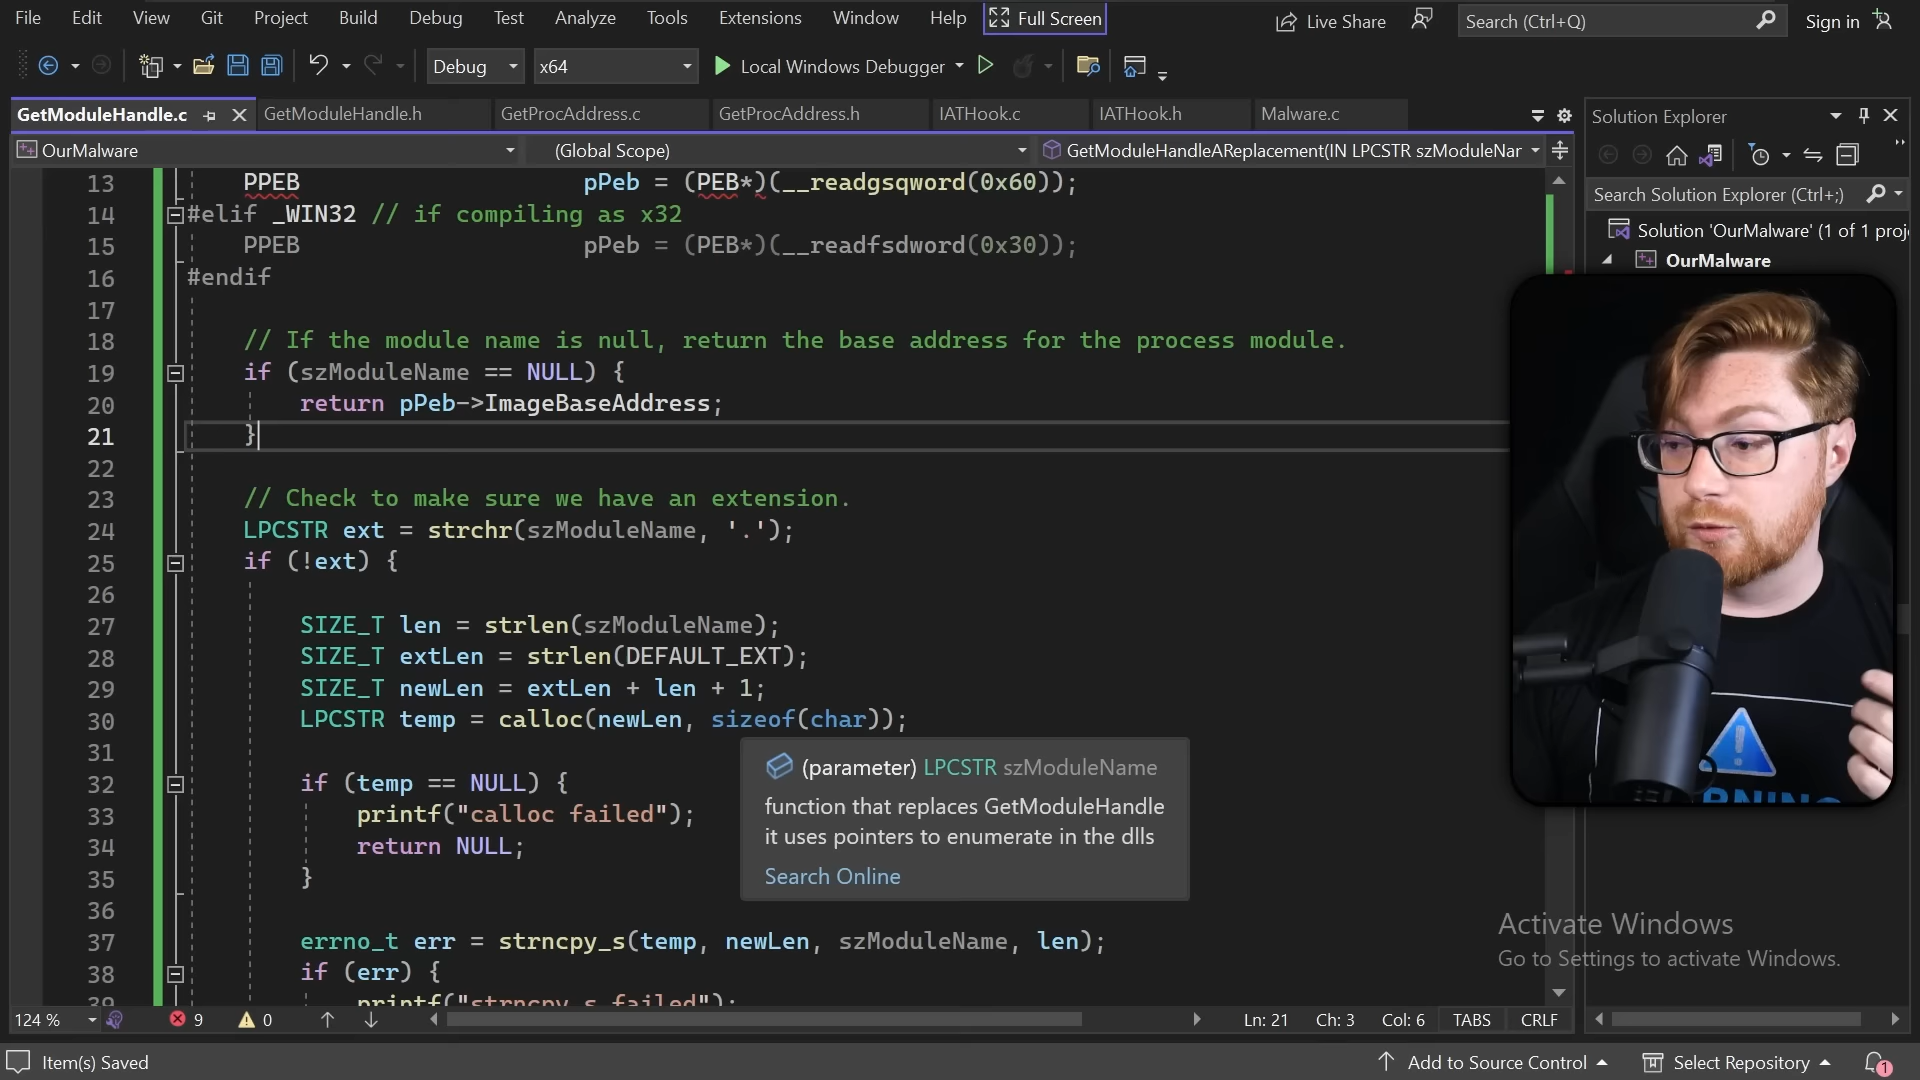 File Edit View Git Project Build Debug Test Analyze Tools Extensions Window Help Full Screen Live Share Search (Ctrl+Q) Sign in
Debug x64 Local Windows Debugger
GetModuleHandle.c GetModuleHandle.h GetProcAddress.c GetProcAddress.h IATHook.c IATHook.h Malware.c
OurMalware (Global Scope) GetModuleHandleAReplacement(IN LPCSTR szModuleNar
13 PPEB pPeb = (PEB*)(__readgsqword(0x60));
14 #elif _WIN32 // if compiling as x32
15 PPEB pPeb = (PEB*)(__readfsdword(0x30));
16 #endif
17
18 // If the module name is null, return the base address for the process module.
19 if (szModuleName == NULL) {
20 return pPeb->ImageBaseAddress;
21 }
22
23 // Check to make sure we have an extension.
24 LPCSTR ext = strchr(szModuleName, '.');
25 if (!ext) {
26
27 SIZE_T len = strlen(szModuleName);
28 SIZE_T extLen = strlen(DEFAULT_EXT);
29 SIZE_T newLen = extLen + len + 1;
30 LPCSTR temp = calloc(newLen, sizeof(char));
31
32 if (temp == NULL) {
33 printf("calloc failed");
34 return NULL;
35 }
36
37 errno_t err = strncpy_s(temp, newLen, szModuleName, len);
38 if (err) {
39 printf("strncpy_s failed");
(parameter) LPCSTR szModuleName
function that replaces GetModuleHandle
it uses pointers to enumerate in the dlls
Search Online
Solution Explorer
Search Solution Explorer (Ctrl+;)
Solution 'OurMalware' (1 of 1 proj
OurMalware
Activate Windows
Go to Settings to activate Windows.
124 % 9 0 Ln: 21 Ch: 3 Col: 6 TABS CRLF
Item(s) Saved Add to Source Control Select Repository 1